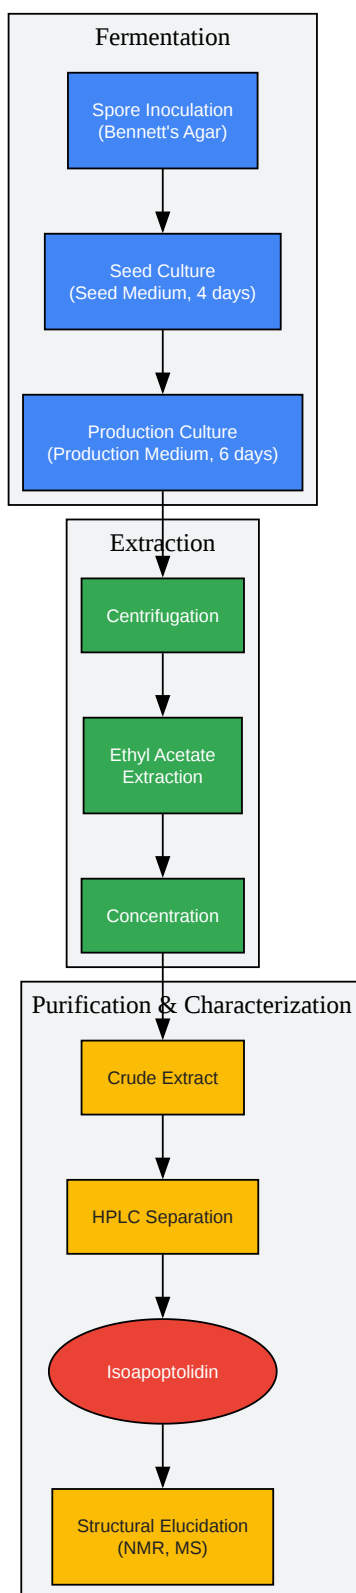 Fermentation
Spore Inoculation
(Bennett's Agar)
Seed Culture
(Seed Medium, 4 days)
Production Culture
(Production Medium, 6 days)
Extraction
Centrifugation
Ethyl Acetate
Extraction
Concentration
Purification & Characterization
Crude Extract
HPLC Separation
Isoapoptolidin
Structural Elucidation
(NMR, MS)